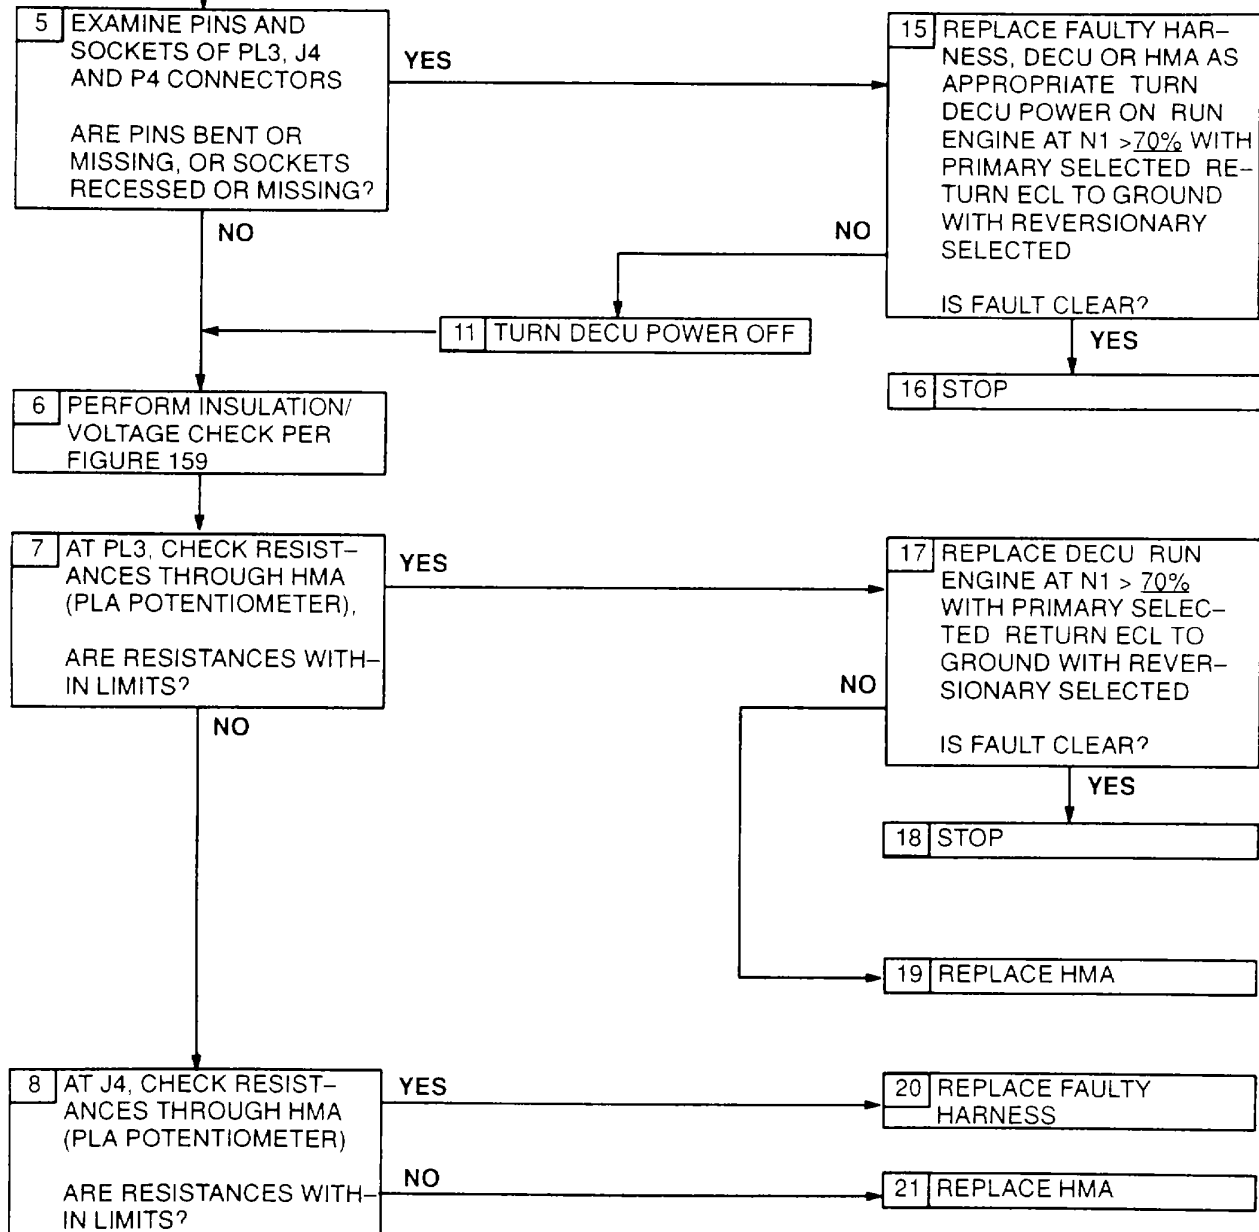 5 EXAMINE PINS AND
SOCKETS OF PL3, J4
AND P4 CONNECTORS
ARE PINS BENT OR
MISSING, OR SOCKETS
RECESSED OR MISSING?
YES
NO
15 REPLACE FAULTY HAR–
NESS, DECU OR HMA AS
APPROPRIATE TURN
DECU POWER ON RUN
ENGINE AT N1 >70% WITH
PRIMARY SELECTED RE–
TURN ECL TO GROUND
WITH REVERSIONARY
SELECTED
IS FAULT CLEAR?
NO
YES
11 TURN DECU POWER OFF
16 STOP
6 PERFORM INSULATION/
VOLTAGE CHECK PER
FIGURE 159
7 AT PL3, CHECK RESIST–
ANCES THROUGH HMA
(PLA POTENTIOMETER),
ARE RESISTANCES WITH–
IN LIMITS?
YES
NO
17 REPLACE DECU RUN
ENGINE AT N1 > 70%
WITH PRIMARY SELEC–
TED RETURN ECL TO
GROUND WITH REVER–
SIONARY SELECTED
IS FAULT CLEAR?
NO
YES
18 STOP
19 REPLACE HMA
8 AT J4, CHECK RESIST–
ANCES THROUGH HMA
(PLA POTENTIOMETER)
ARE RESISTANCES WITH–
IN LIMITS?
YES
NO
20 REPLACE FAULTY
HARNESS
21 REPLACE HMA